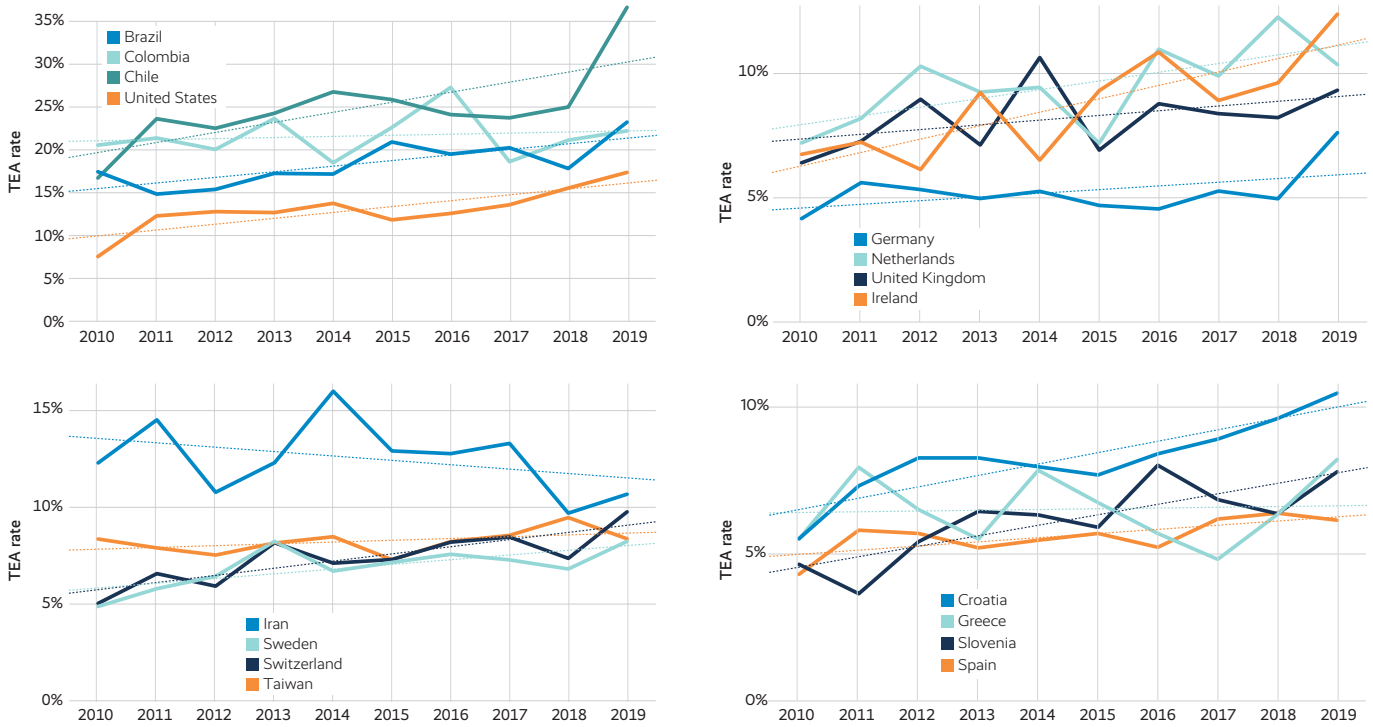 35%
30%
25%
20%
15%
10%
5%
0%
TEA rate
Brazil
Colombia
Chile
United States
2010 2011 2012 2013 2014 2015 2016 2017 2018 2019
10%
5%
0%
TEA rate
Germany
Netherlands
United Kingdom
Ireland
2010 2011 2012 2013 2014 2015 2016 2017 2018 2019
15%
10%
5%
0%
TEA rate
Iran
Sweden
Switzerland
Taiwan
2010 2011 2012 2013 2014 2015 2016 2017 2018 2019
10%
5%
0%
TEA rate
Croatia
Greece
Slovenia
Spain
2010 2011 2012 2013 2014 2015 2016 2017 2018 2019